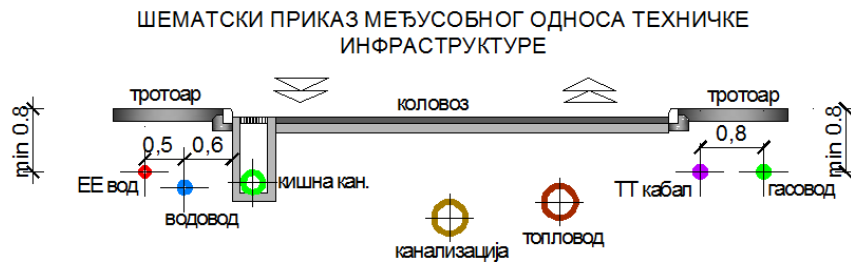 ШЕМАТСКИ ПРИКАЗ МЕЂУСОБНОГ ОДНОСА ТЕХНИЧКЕ
ИНФРАСТРУКТУРЕ
тротоар
коловоз
тротоар
min 0.8
0,5
0,6
0,8
min 0.8
ЕЕ вод
водовод
кишна кан.
канализација
топловод
ТТ кабал
гасовод